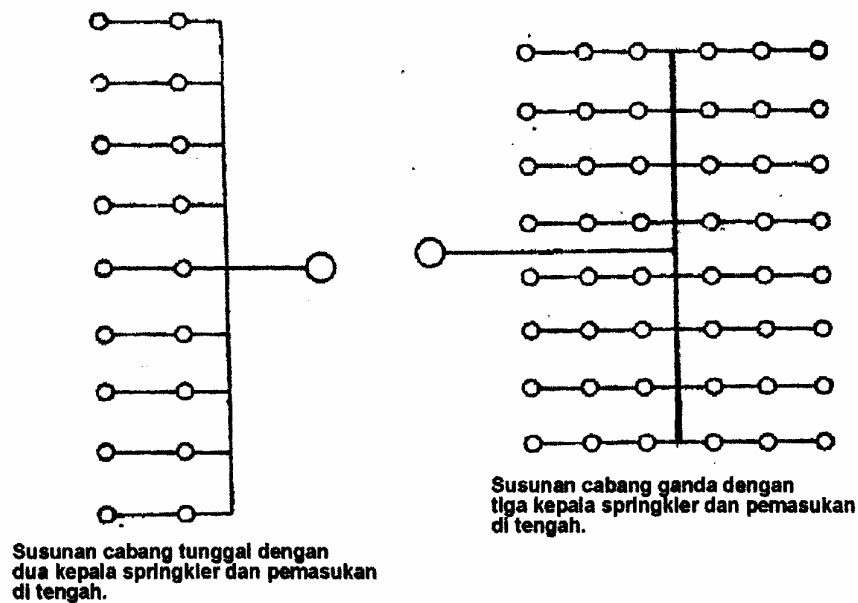 Susunan cabang tunggal dengan
dua kepala springkler dan pemasukan
di tengah.
Susunan cabang ganda dengan
tiga kepala springkler dan pemasukan
di tengah.